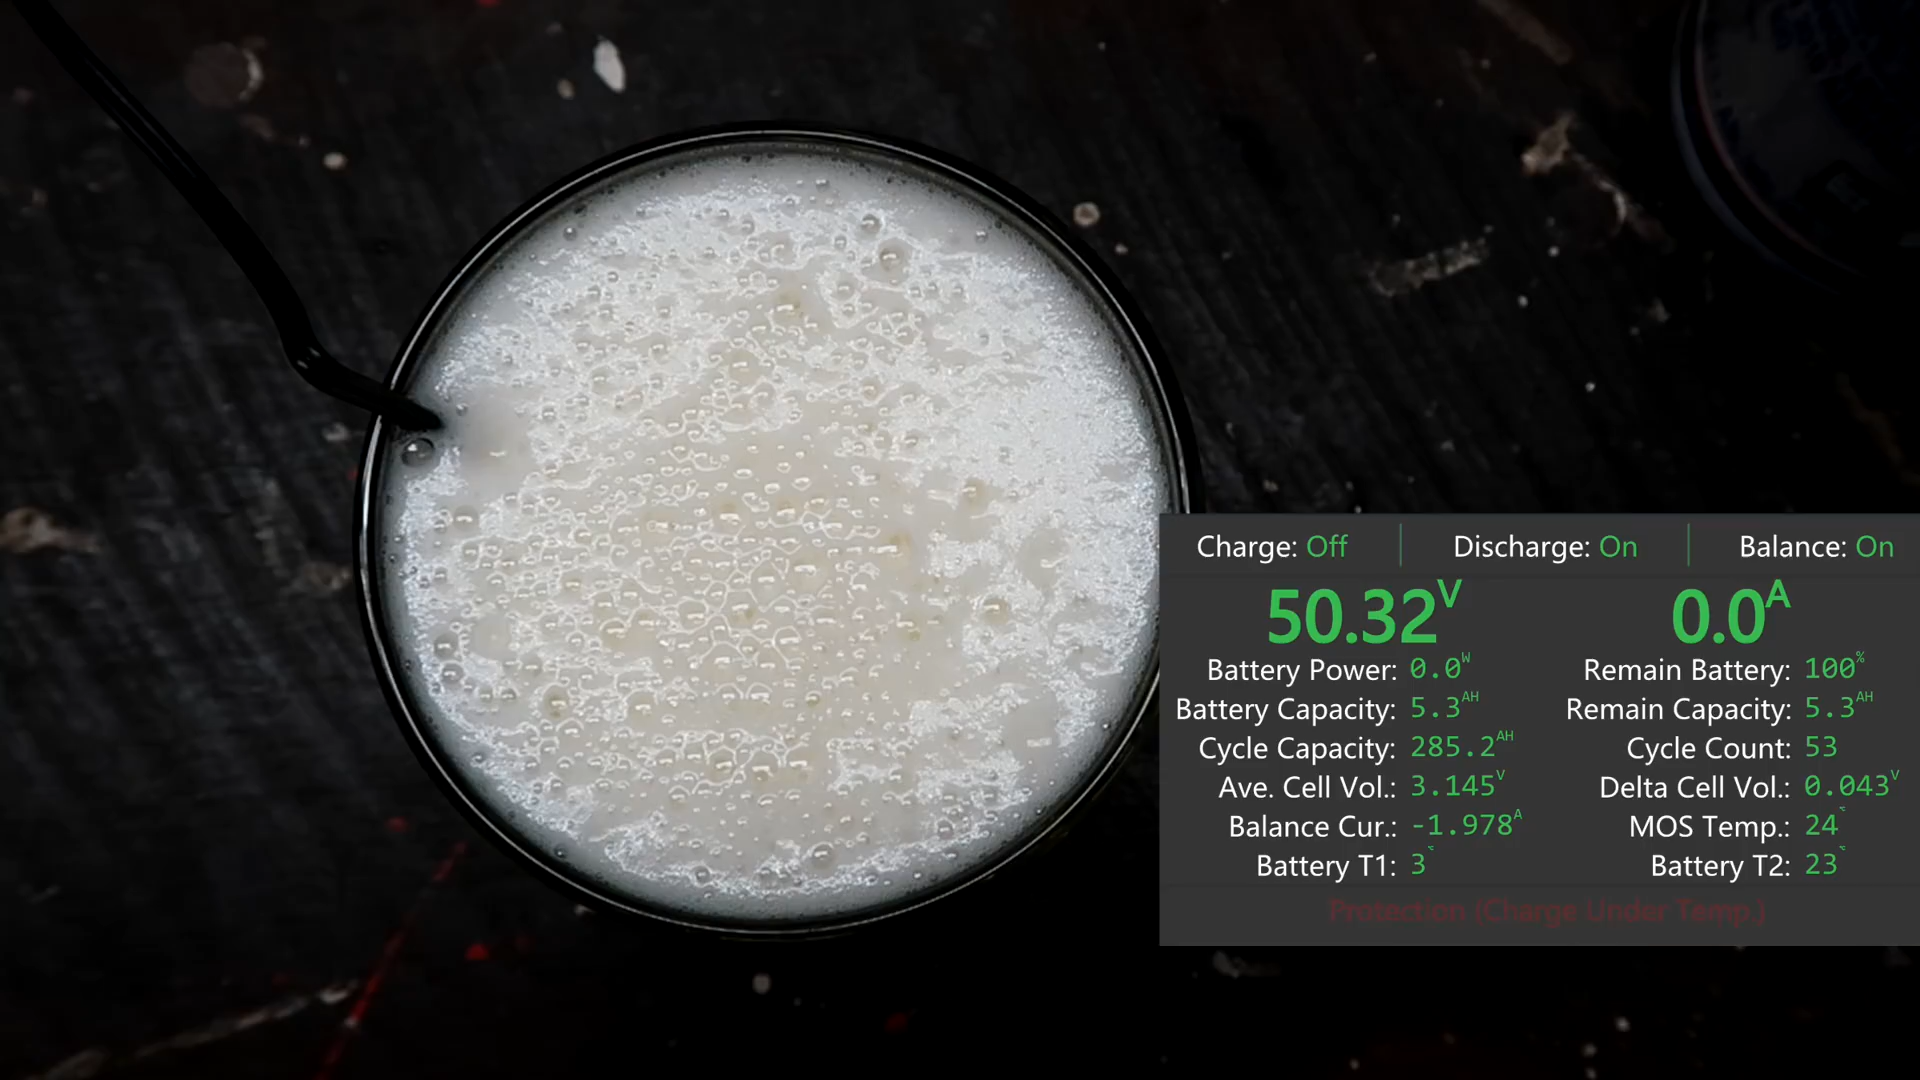 Charge: Off Discharge: On Balance: On
50.32V 0.0A
Battery Power: 0.0W Remain Battery: 100%
Battery Capacity: 5.3AH Remain Capacity: 5.3AH
Cycle Capacity: 285.2AH Cycle Count: 53
Ave. Cell Vol.: 3.145V Delta Cell Vol.: 0.043V
Balance Cur.: -1.978A MOS Temp.: 24℃
Battery T1: 3℃ Battery T2: 23℃
Protection (Charge Under Temp.)